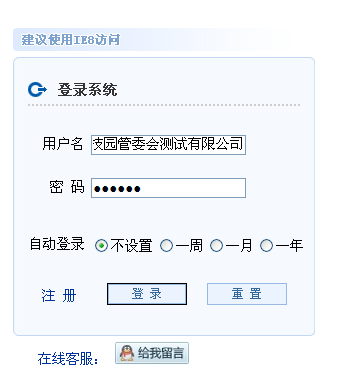 建议使用IE8访问
登录系统
用户名 技园管委会测试有限公司
密 码 ●●●●●●
自动登录 不设置 一周 一月 一年
注 册 登 录 重 置
在线客服： 给我留言